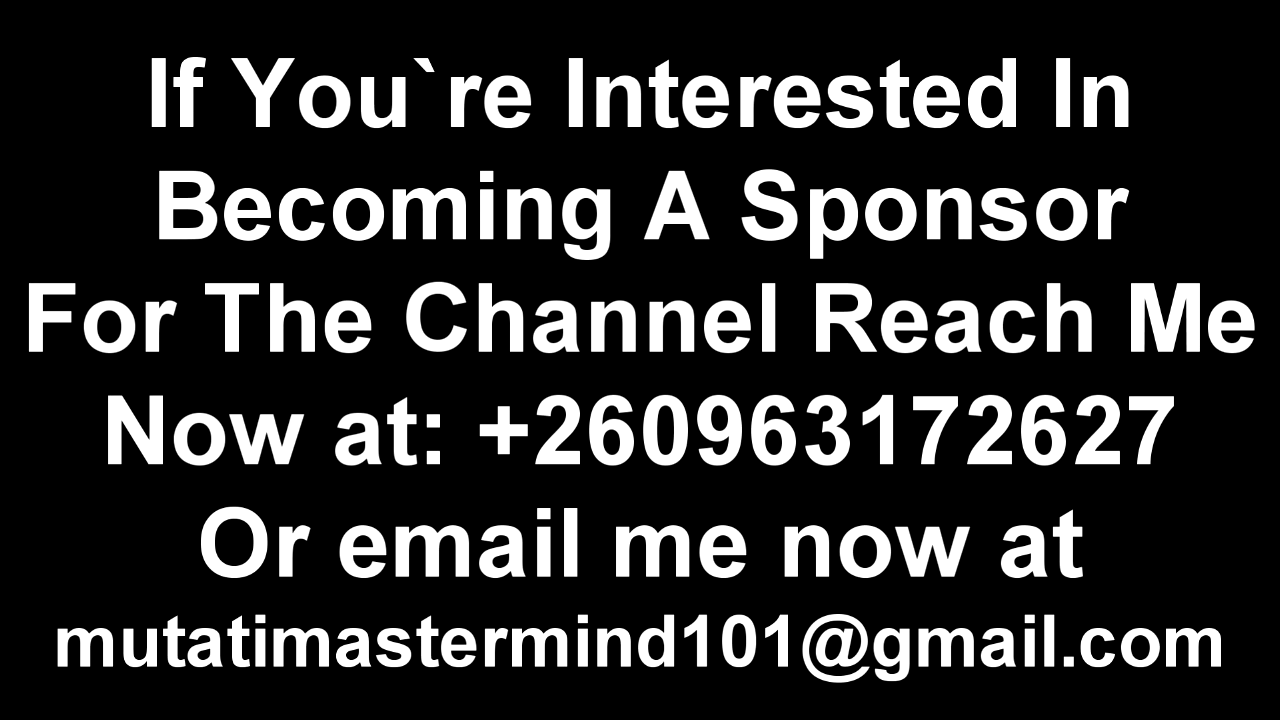 If You`re Interested In
Becoming A Sponsor
For The Channel Reach Me
Now at: +260963172627
Or email me now at
mutatimastermind101@gmail.com